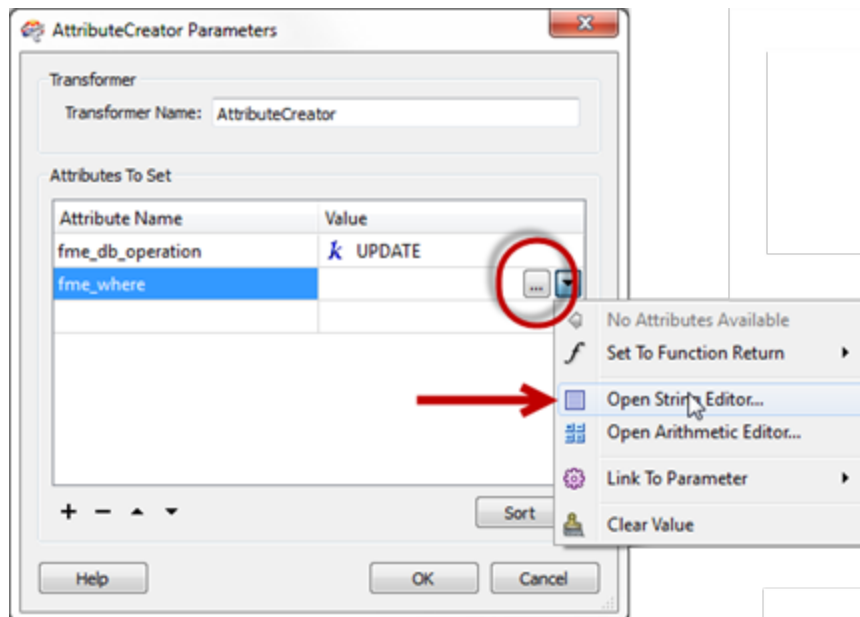 AttributeCreator Parameters
Transformer
Transformer Name: AttributeCreator
Attributes To Set
Attribute Name Value
fme_db_operation k UPDATE
fme_where ...
No Attributes Available
f Set To Function Return
Open String Editor...
Open Arithmetic Editor...
Link To Parameter
Clear Value
Sort
Help OK Cancel